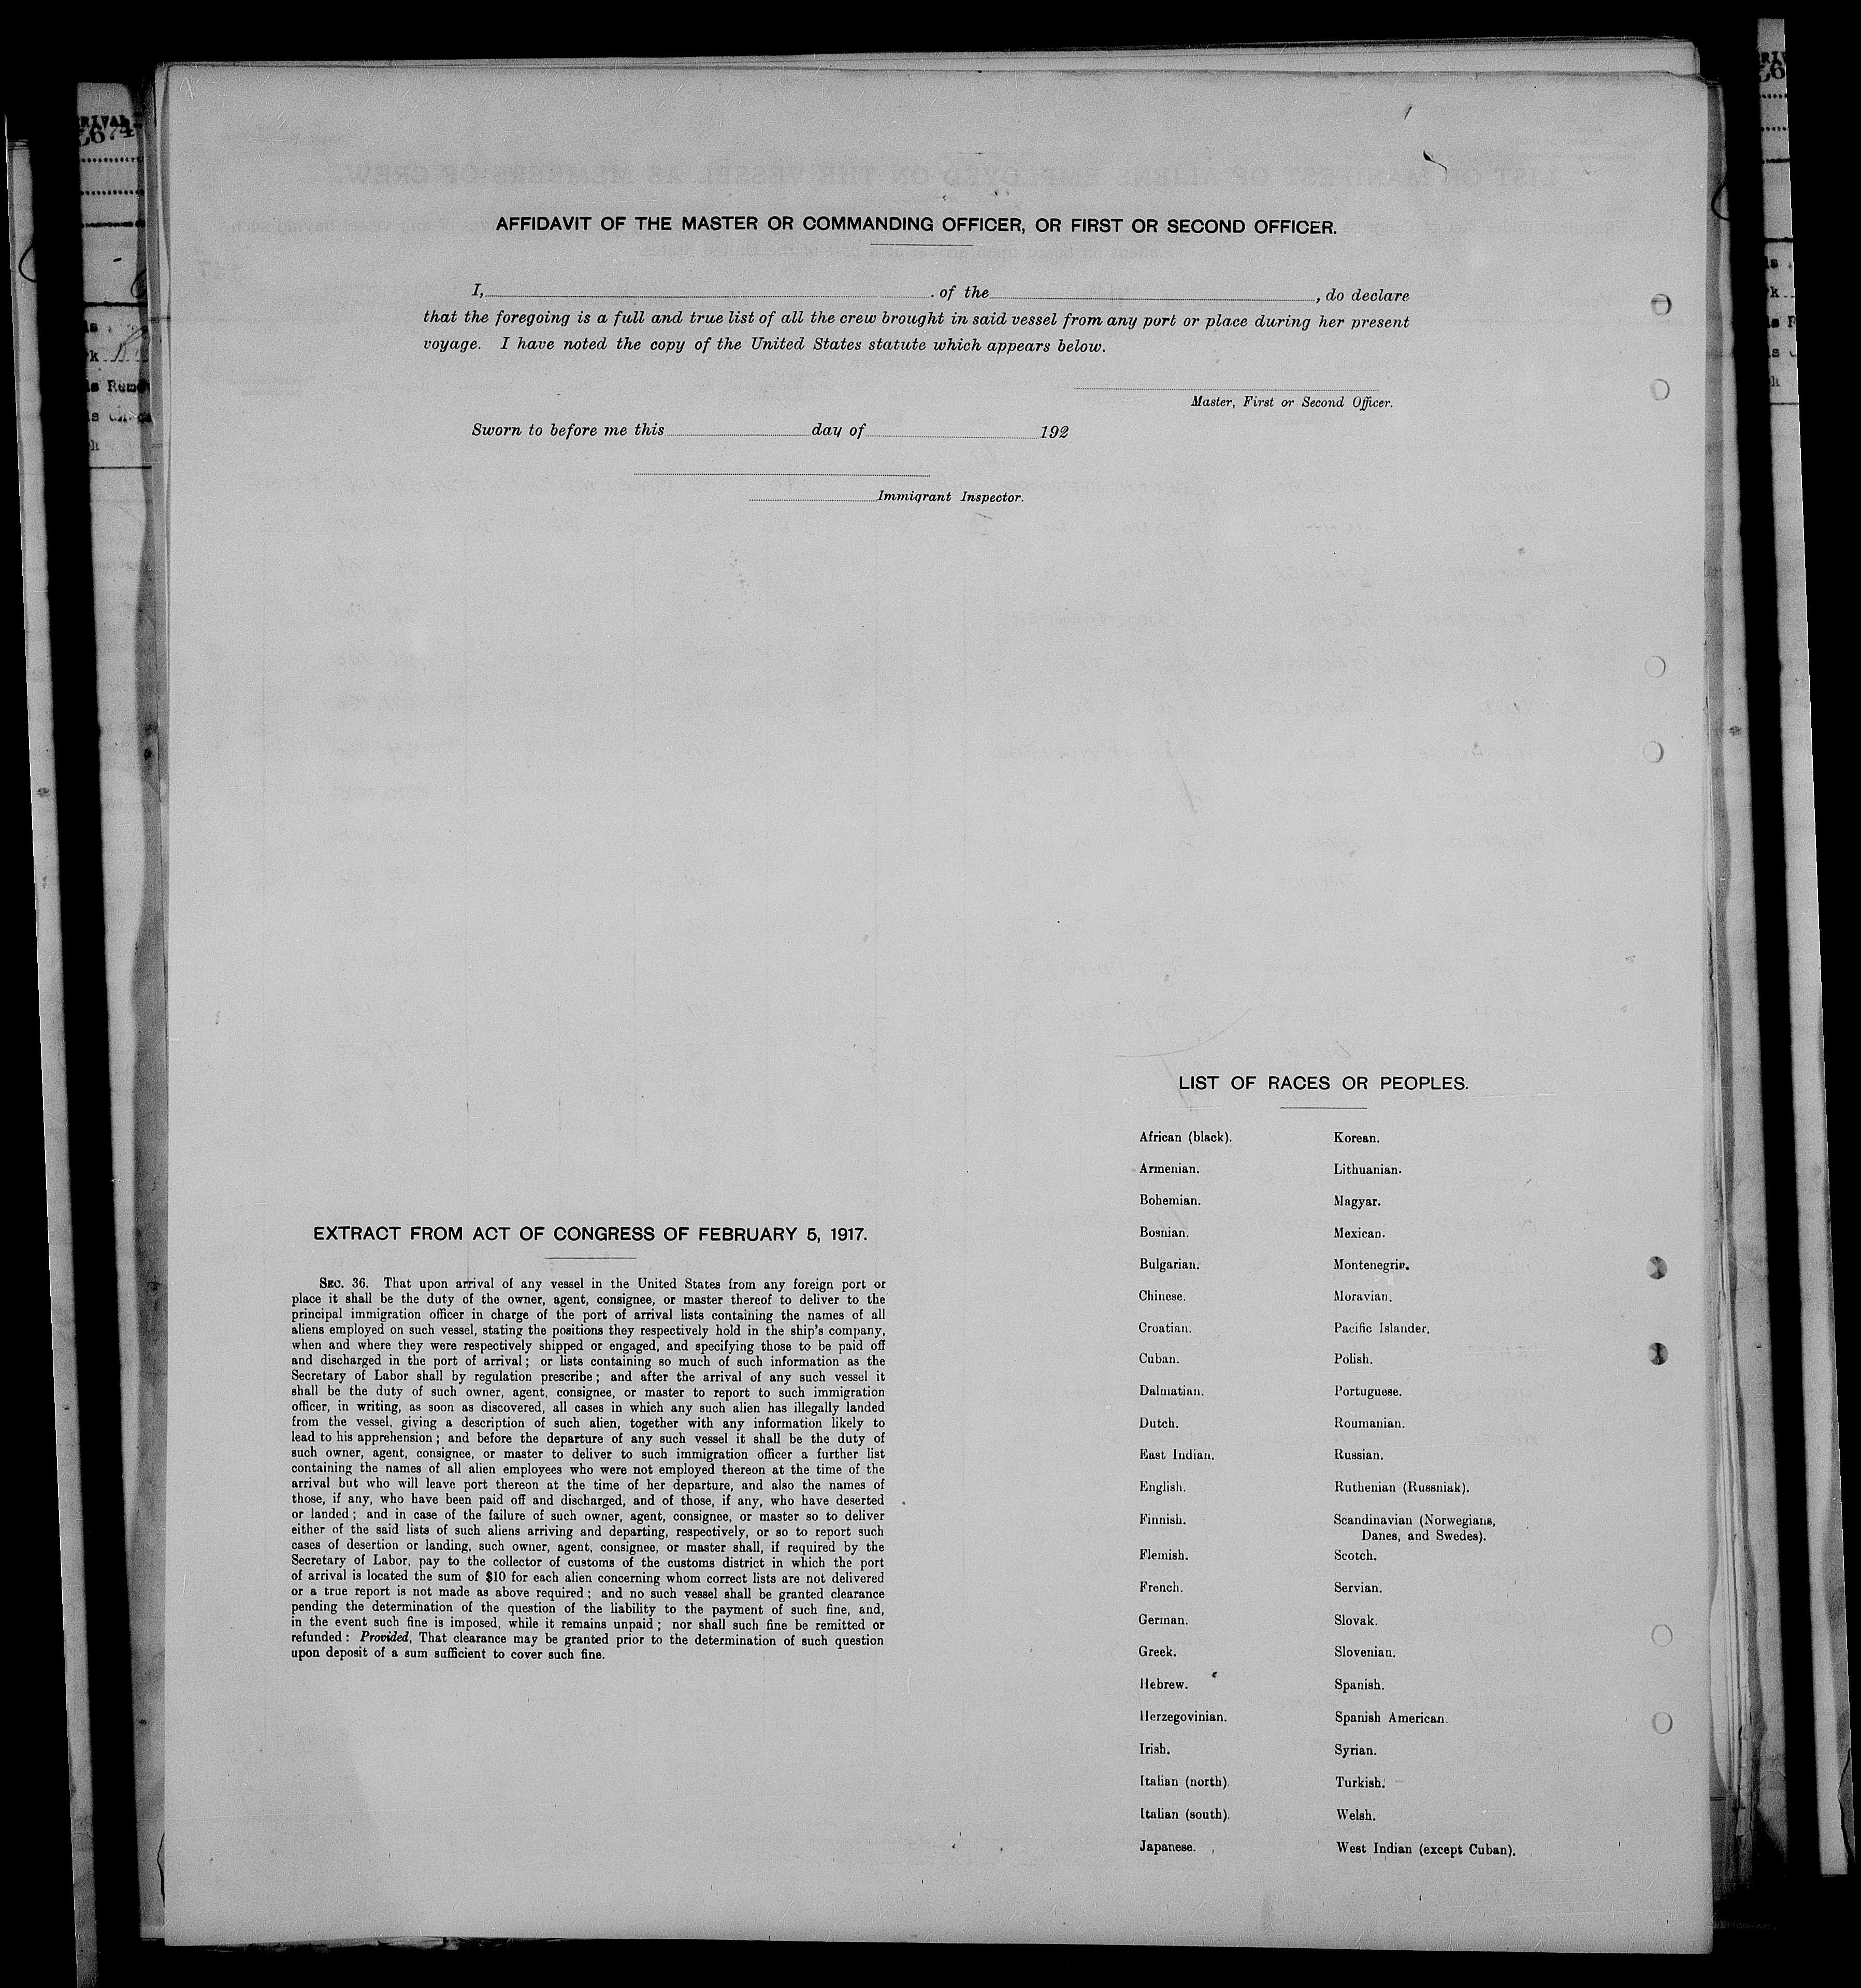 AFFIDAVIT OF THE MASTER OR COMMANDING OFFICER, OR FIRST OR SECOND OFFICER.
I, . of the , do declare
that the foregoing is a full and true list of all the crew brought in said vessel from any port or place during her present
voyage. I have noted the copy of the United States statute which appears below.
Master, First or Second Officer.
Sworn to before me this day of 192
Immigrant Inspector.
EXTRACT FROM ACT OF CONGRESS OF FEBRUARY 5, 1917.
SEC. 36. That upon arrival of any vessel in the United States from any foreign port or
place it shall be the duty of the owner, agent, consignee, or master thereof to deliver to the
principal immigration officer in charge of the port of arrival lists containing the names of all
aliens employed on such vessel, stating the positions they respectively hold in the ship's company,
when and where they were respectively shipped or engaged, and specifying those to be paid off
and discharged in the port of arrival; or lists containing so much of such information as the
Secretary of Labor shall by regulation prescribe; and after the arrival of any such vessel it
shall be the duty of such owner, agent, consignee, or master to report to such immigration
officer, in writing, as soon as discovered, all cases in which any such alien has illegally landed
from the vessel, giving a description of such alien, together with any information likely to
lead to his apprehension; and before the departure of any such vessel it shall be the duty of
such owner, agent, consignee, or master to deliver to such immigration officer a further list
containing the names of all alien employees who were not employed thereon at the time of the
arrival but who will leave port thereon at the time of her departure, and also the names of
those, if any, who have been paid off and discharged, and of those, if any, who have deserted
or landed; and in case of the failure of such owner, agent, consignee, or master so to deliver
either of the said lists of such aliens arriving and departing, respectively, or so to report such
cases of desertion or landing, such owner, agent, consignee, or master shall, if required by the
Secretary of Labor, pay to the collector of customs of the customs district in which the port
of arrival is located the sum of $10 for each alien concerning whom correct lists are not delivered
or a true report is not made as above required; and no such vessel shall be granted clearance
pending the determination of the question of the liability to the payment of such fine, and,
in the event such fine is imposed, while it remains unpaid; nor shall such fine be remitted or
refunded: Provided, That clearance may be granted prior to the determination of such question
upon deposit of a sum sufficient to cover such fine.
LIST OF RACES OR PEOPLES.
African (black). Korean.
Armenian. Lithuanian.
Bohemian. Magyar.
Bosnian. Mexican.
Bulgarian. Montenegrin.
Chinese. Moravian.
Croatian. Pacific Islander.
Cuban. Polish.
Dalmatian. Portuguese.
Dutch. Roumanian.
East Indian. Russian.
English. Ruthenian (Russniak).
Finnish. Scandinavian (Norwegians,
Danes, and Swedes).
Flemish. Scotch.
French. Servian.
German. Slovak.
Greek. Slovenian.
Hebrew. Spanish.
Herzegovinian. Spanish American.
Irish. Syrian.
Italian (north). Turkish.
Italian (south). Welsh.
Japanese. West Indian (except Cuban).